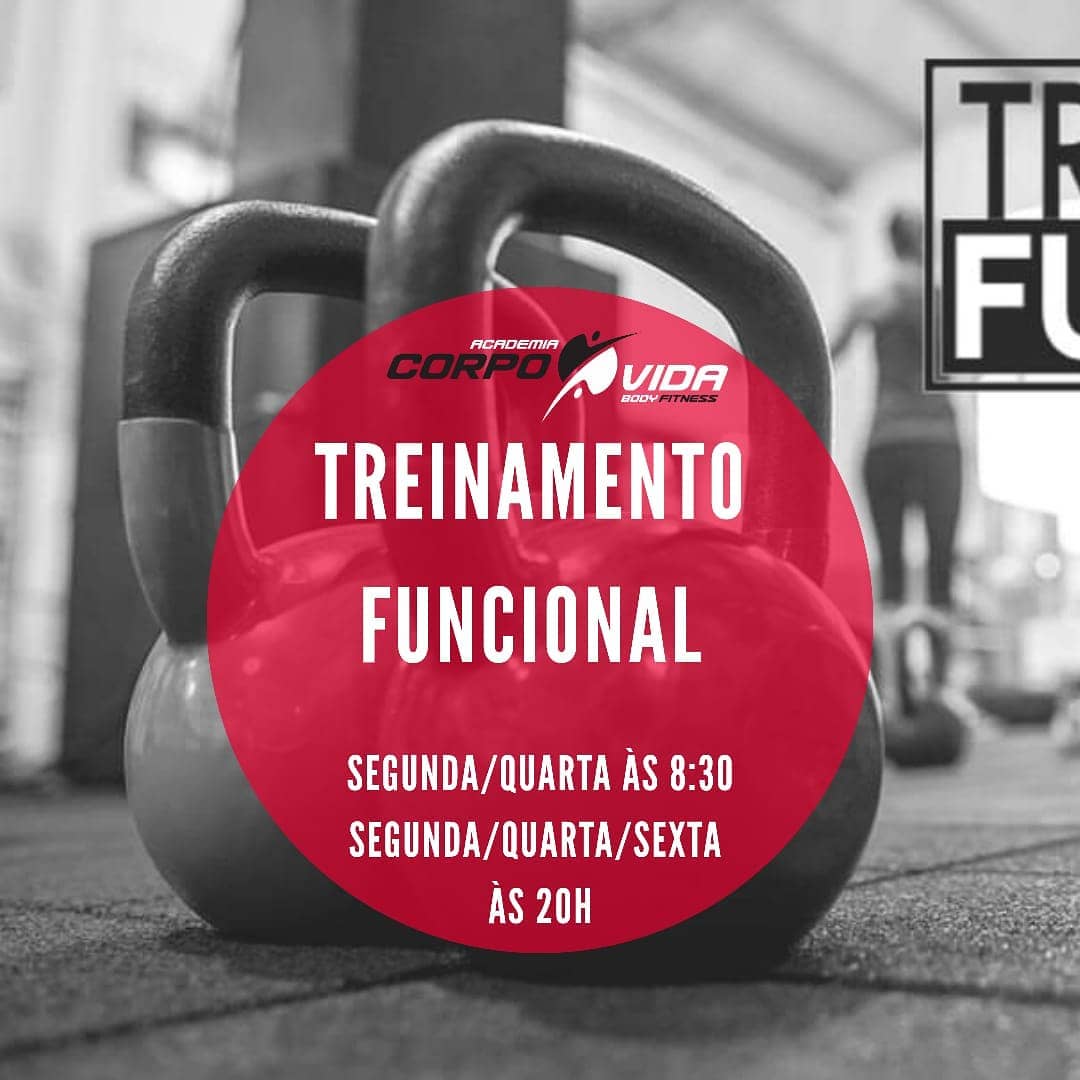 ACADEMIA
CORPO VIDA
BODY FITNESS
TREINAMENTO
FUNCIONAL
SEGUNDA/QUARTA ÀS 8:30
SEGUNDA/QUARTA/SEXTA
ÀS 20H